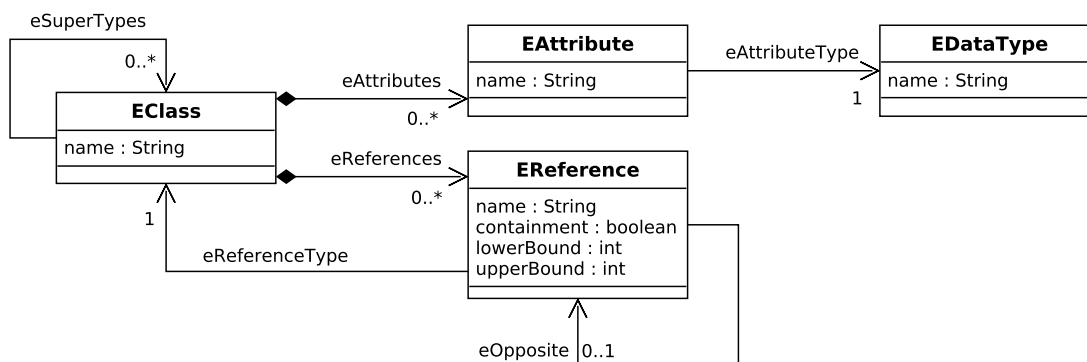 eSuperTypes
0..*
EClass
name : String
eAttributes
0..*
EAttribute
name : String
eAttributeType
1
EDataType
name : String
eReferences
0..*
EReference
name : String
containment : boolean
lowerBound : int
upperBound : int
1
eReferenceType
eOpposite
0..1